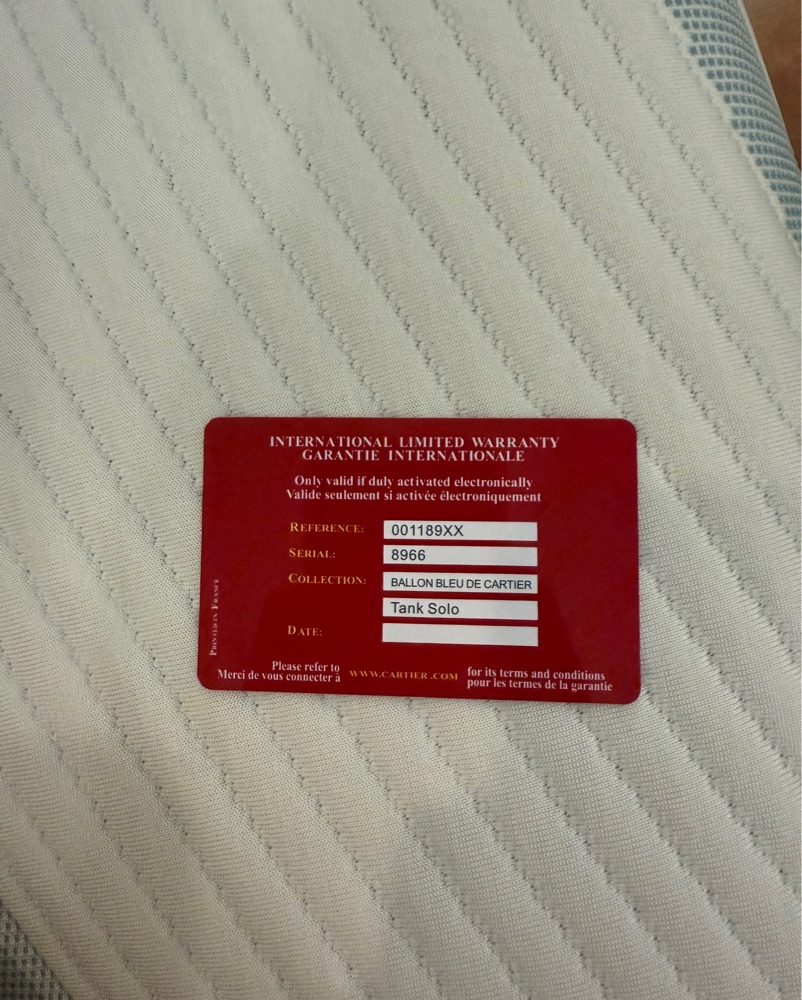 INTERNATIONAL LIMITED WARRANTY
GARANTIE INTERNATIONALE
Only valid if duly activated electronically
Valide seulement si activée électroniquement
REFERENCE: 001189XX
SERIAL: 8966
COLLECTION: BALLON BLEU DE CARTIER
Tank Solo
DATE:
PRINTED IN FRANCE
Please refer to
Merci de vous connecter à
WWW.CARTIER.COM
for its terms and conditions
pour les termes de la garantie